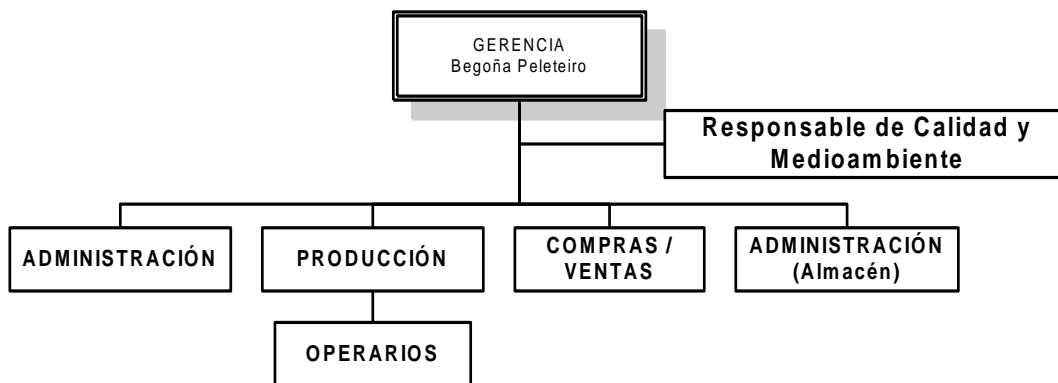 GERENCIA
Begoña Peleteiro
Responsable de Calidad y
Medioambiente
ADMINISTRACIÓN
PRODUCCIÓN
COMPRAS /
VENTAS
ADMINISTRACIÓN
(Almacén)
OPERARIOS